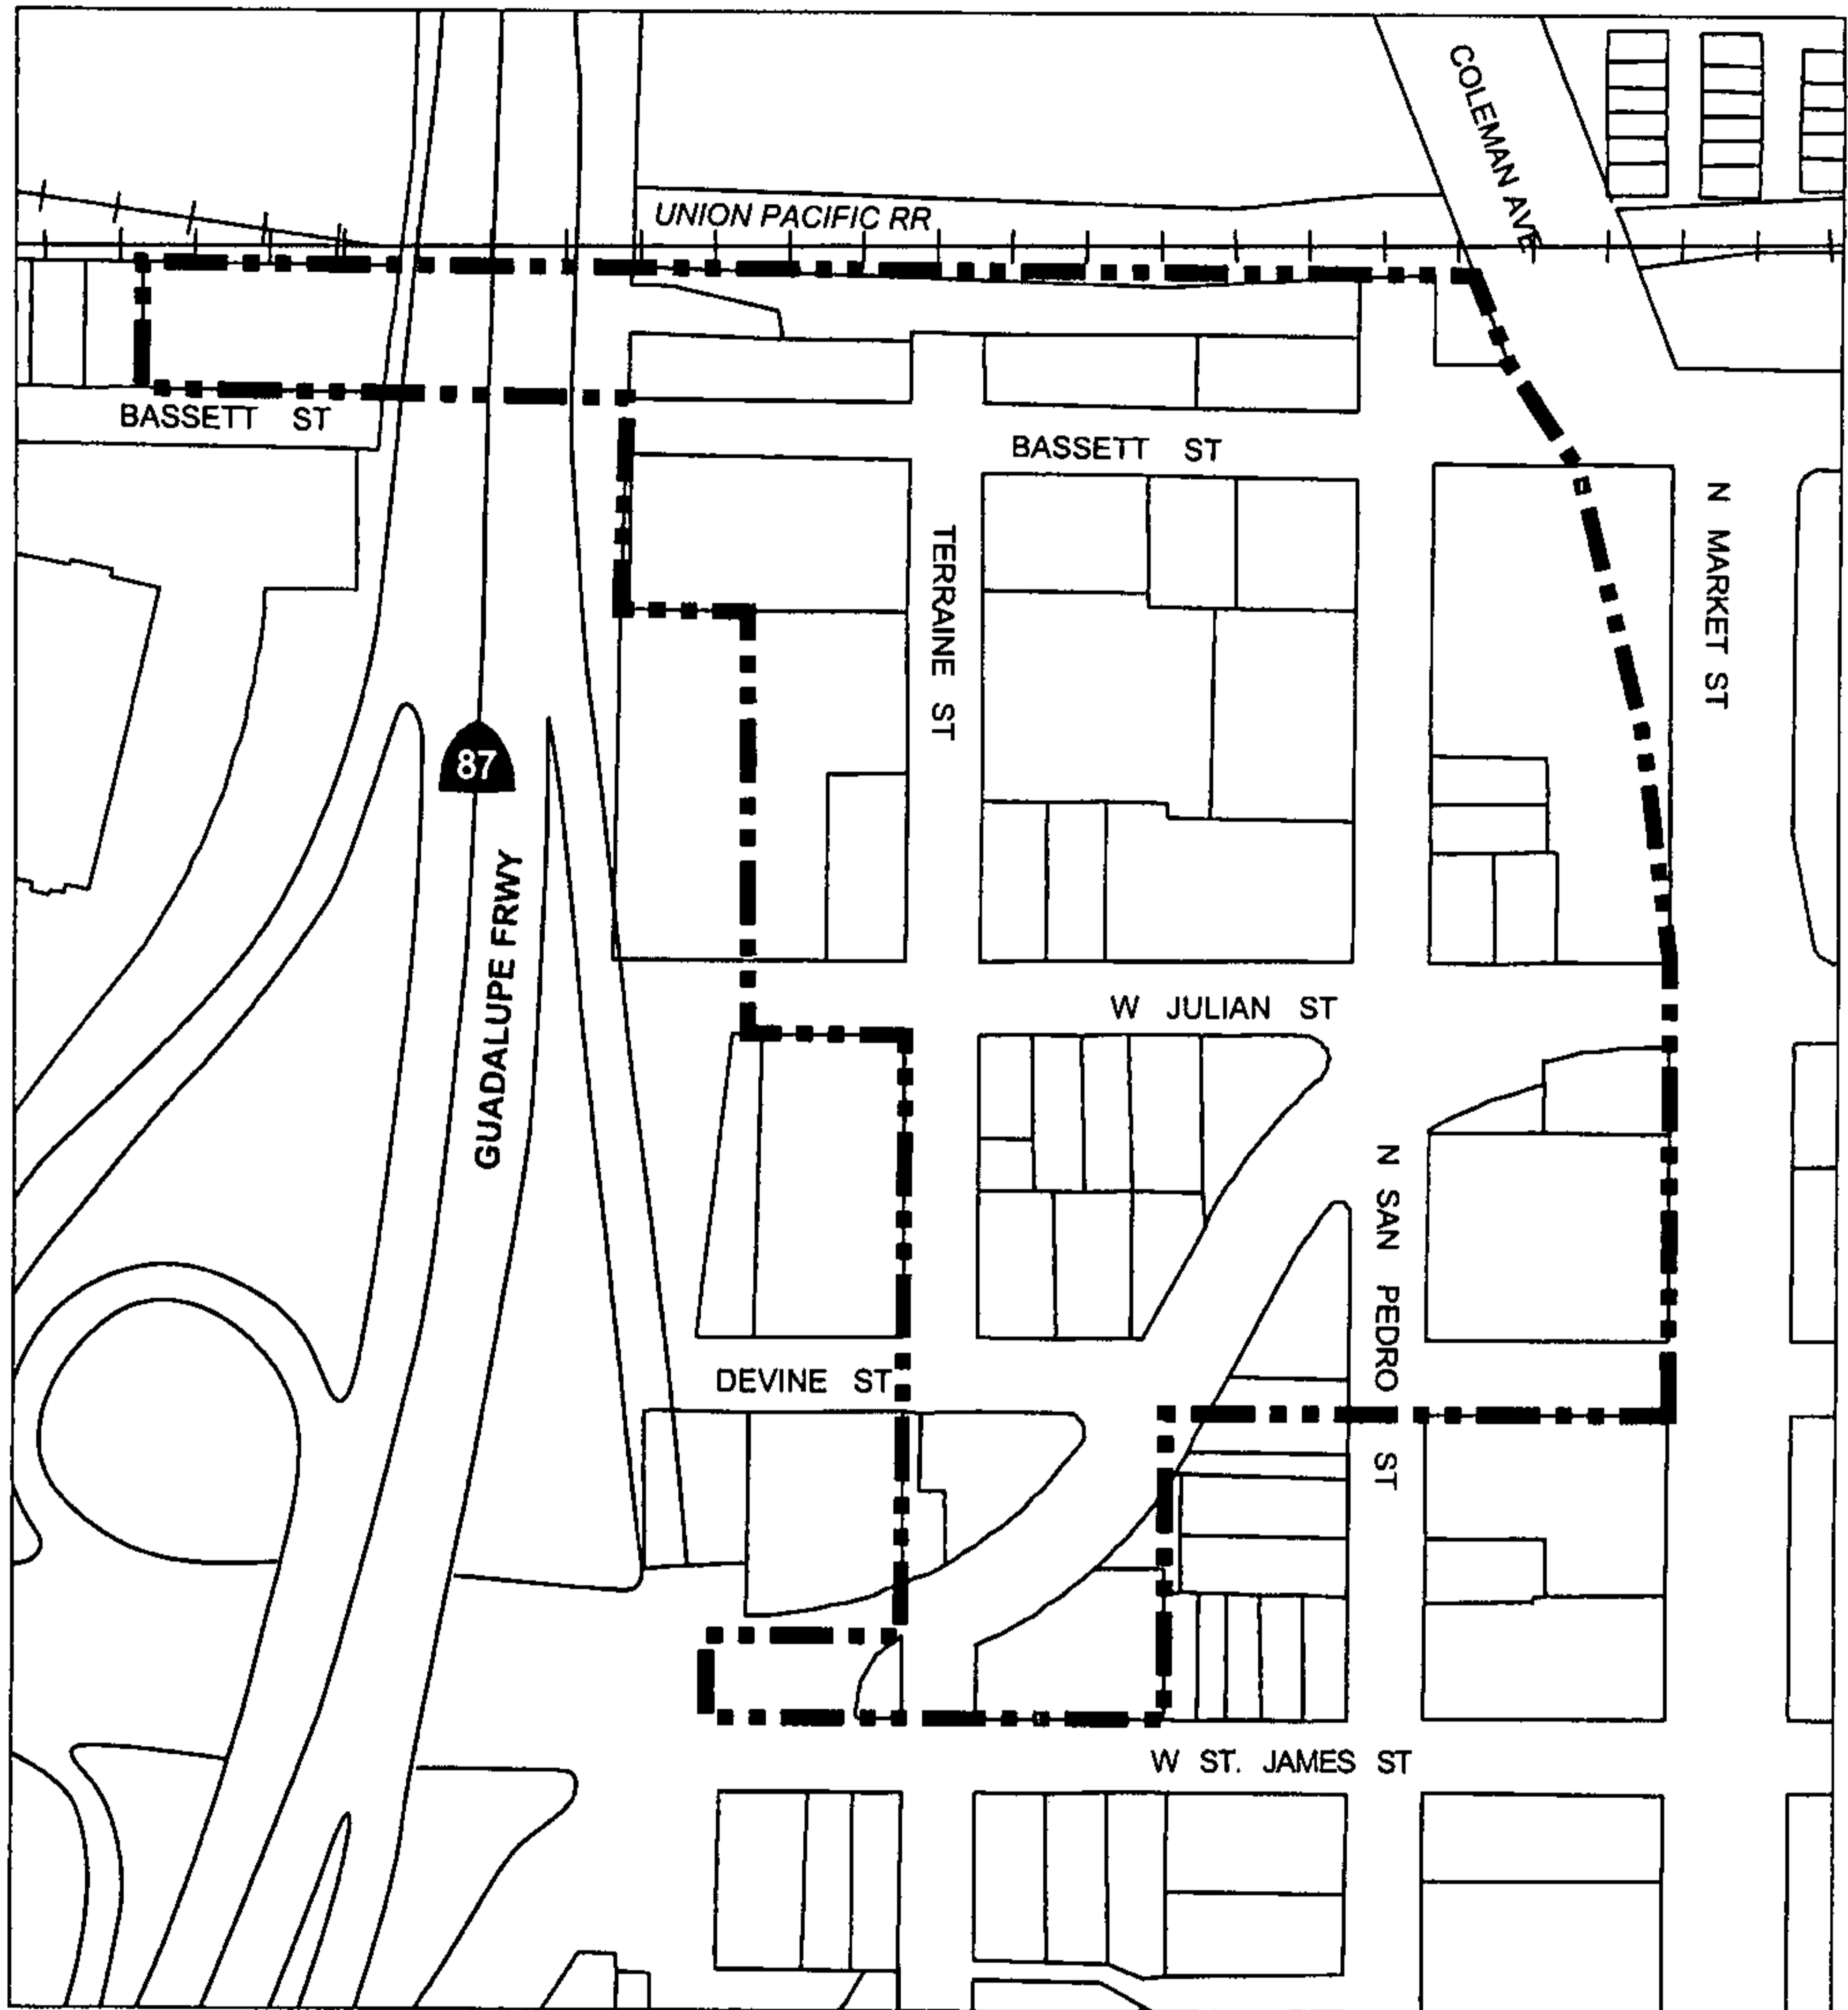 COLEMAN AVE
UNION PACIFIC RR
BASSETT ST
BASSETT ST
N MARKET ST
TERRAINE ST
87
GUADALUPE FRWY
W JULIAN ST
N SAN PEDRO ST
DEVINE ST
W ST. JAMES ST